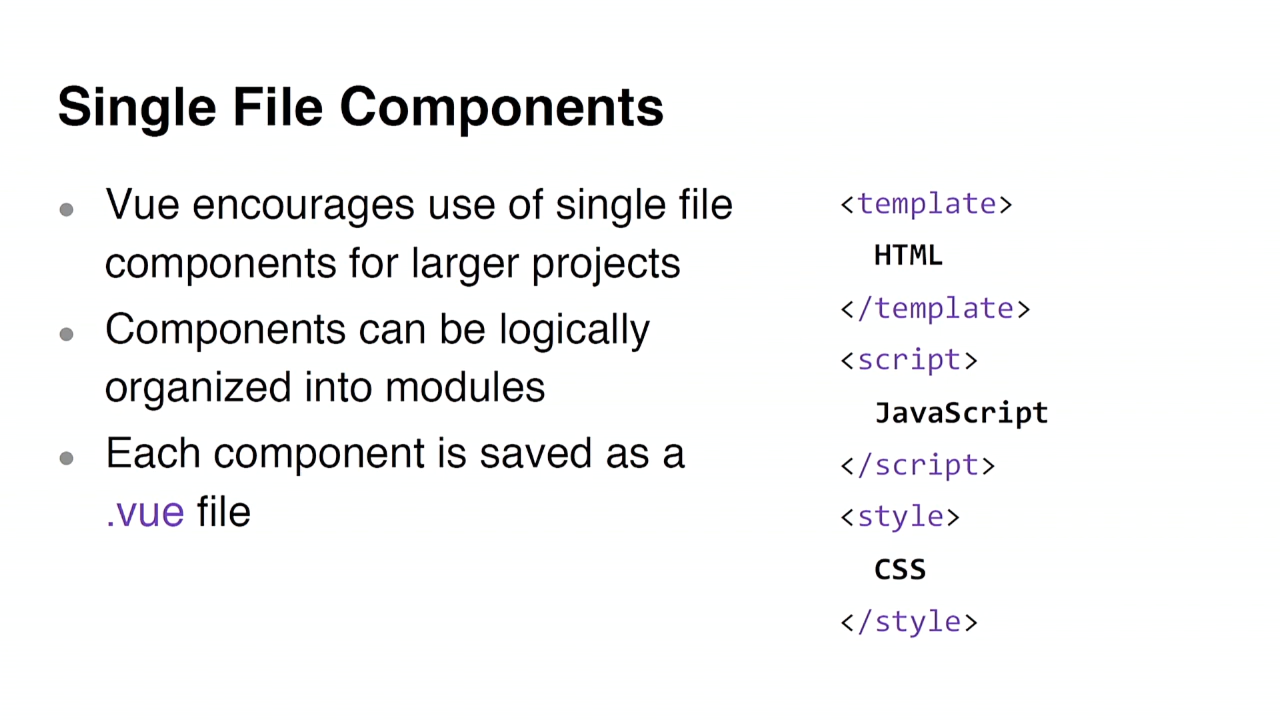 Single File Components
Vue encourages use of single file
components for larger projects
Components can be logically
organized into modules
Each component is saved as a
.vue file
<template>
HTML
</template>
<script>
JavaScript
</script>
<style>
CSS
</style>